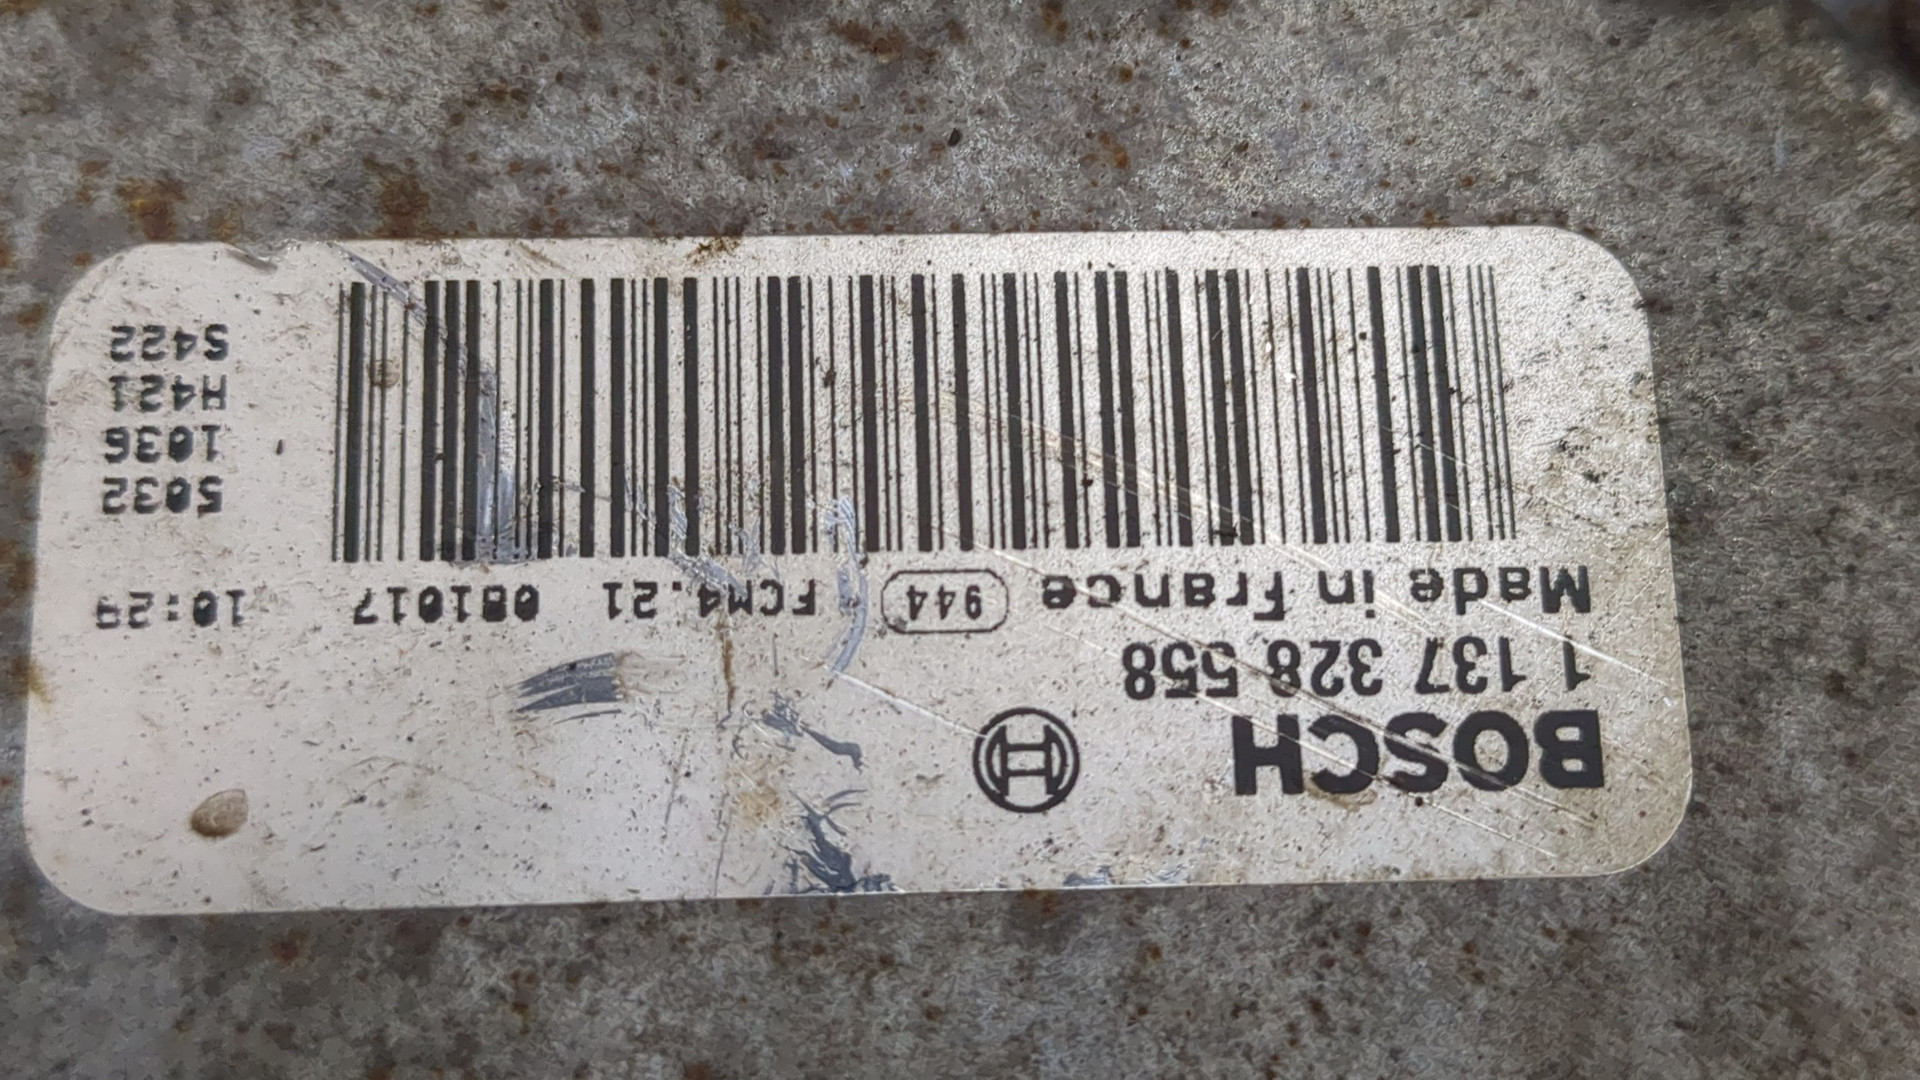 BOSCH
1 137 328 558
Made in France 944 FCM4.21 081017 10:29
5032
1036
H421
S422